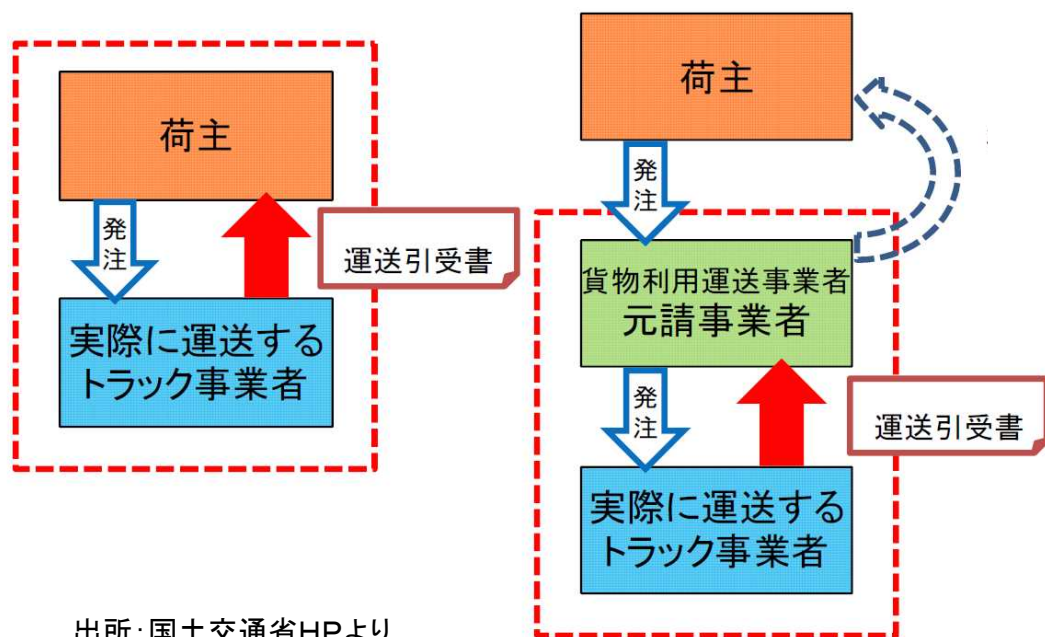 荷主
発
注
運送引受書
実際に運送する
トラック事業者
荷主
発
注
貨物利用運送事業者
元請事業者
発
注
運送引受書
実際に運送する
トラック事業者
出所:国土交通省HPより